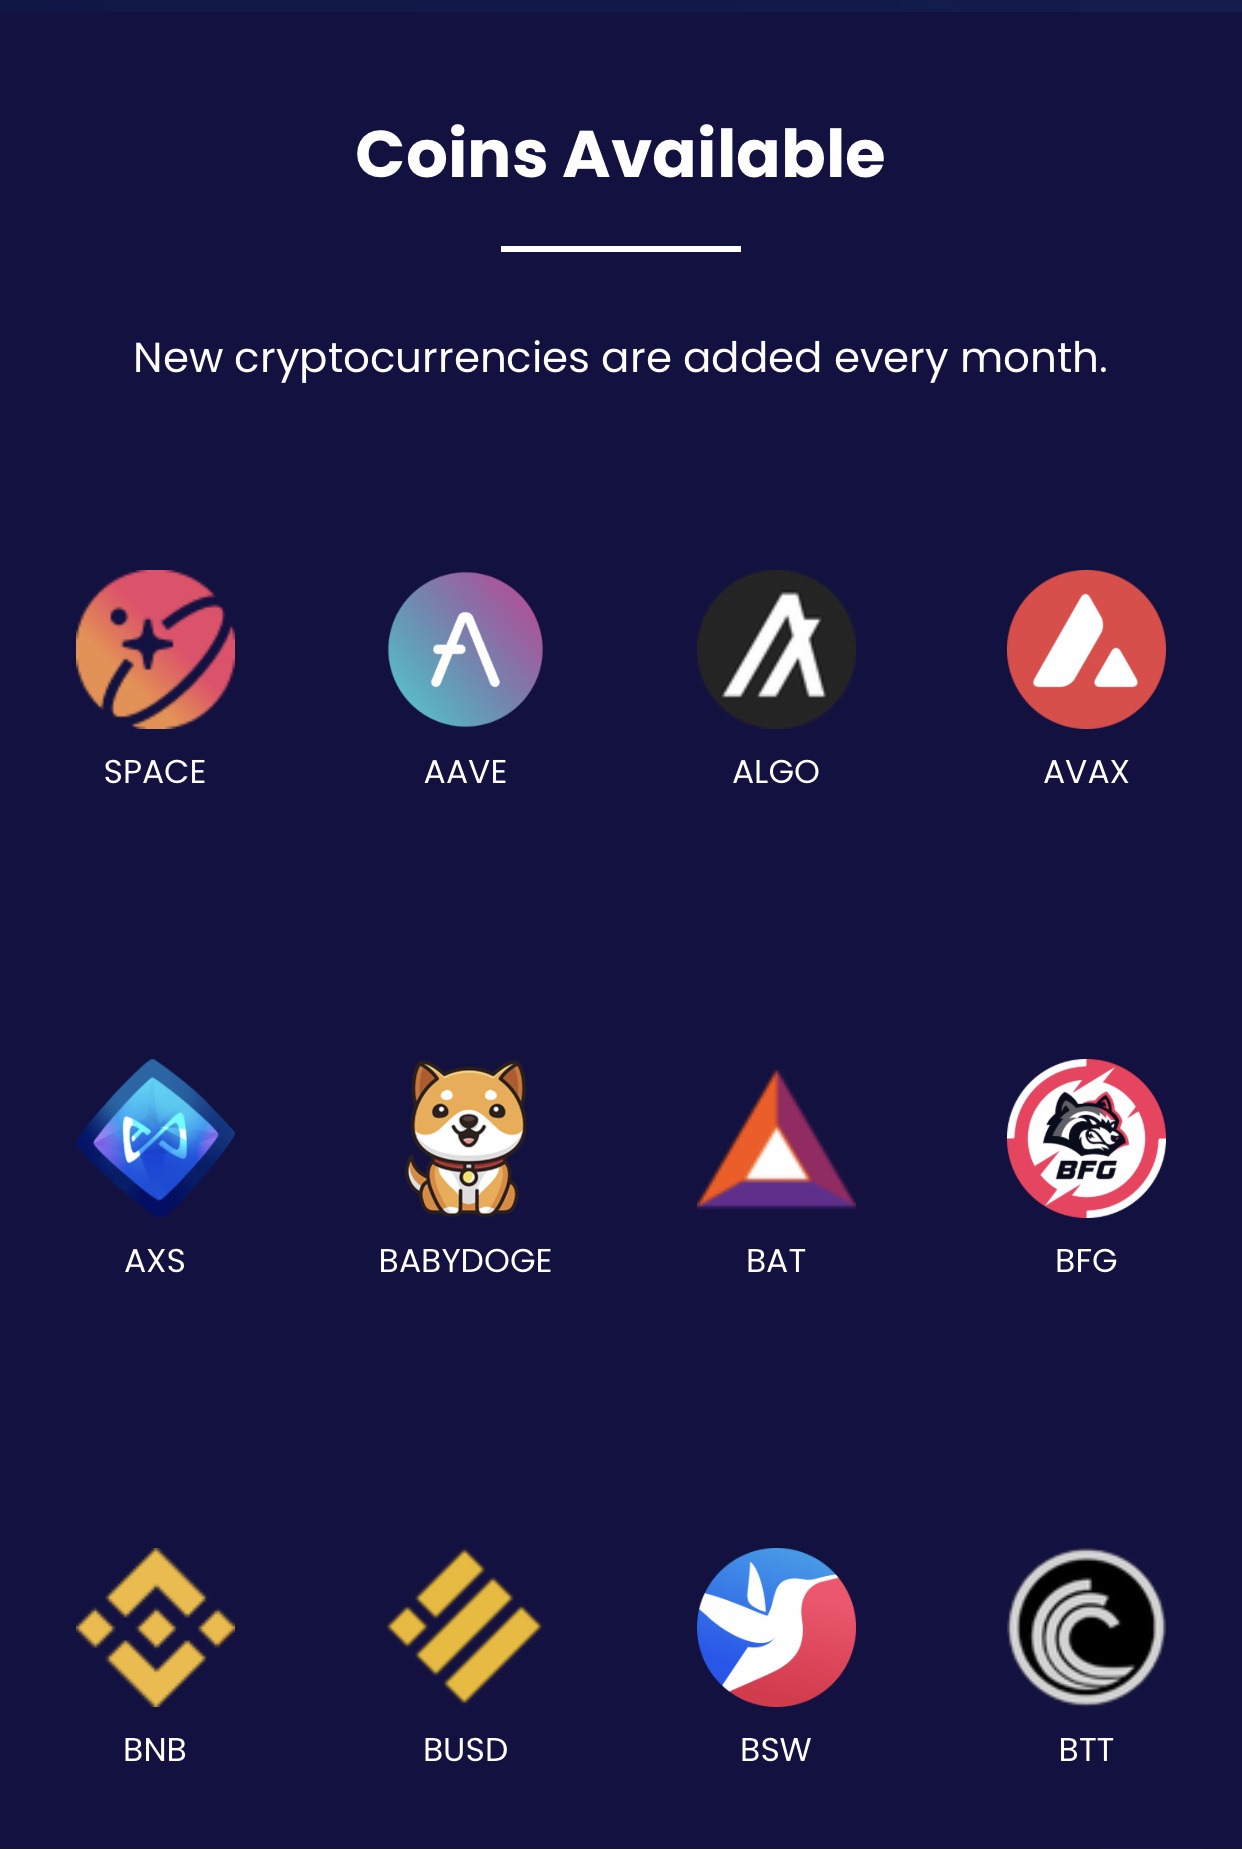 Coins Available
New cryptocurrencies are added every month.
SPACE
AAVE
ALGO
AVAX
BFG
AXS
BABYDOGE
BAT
BFG
BNB
BUSD
BSW
BTT